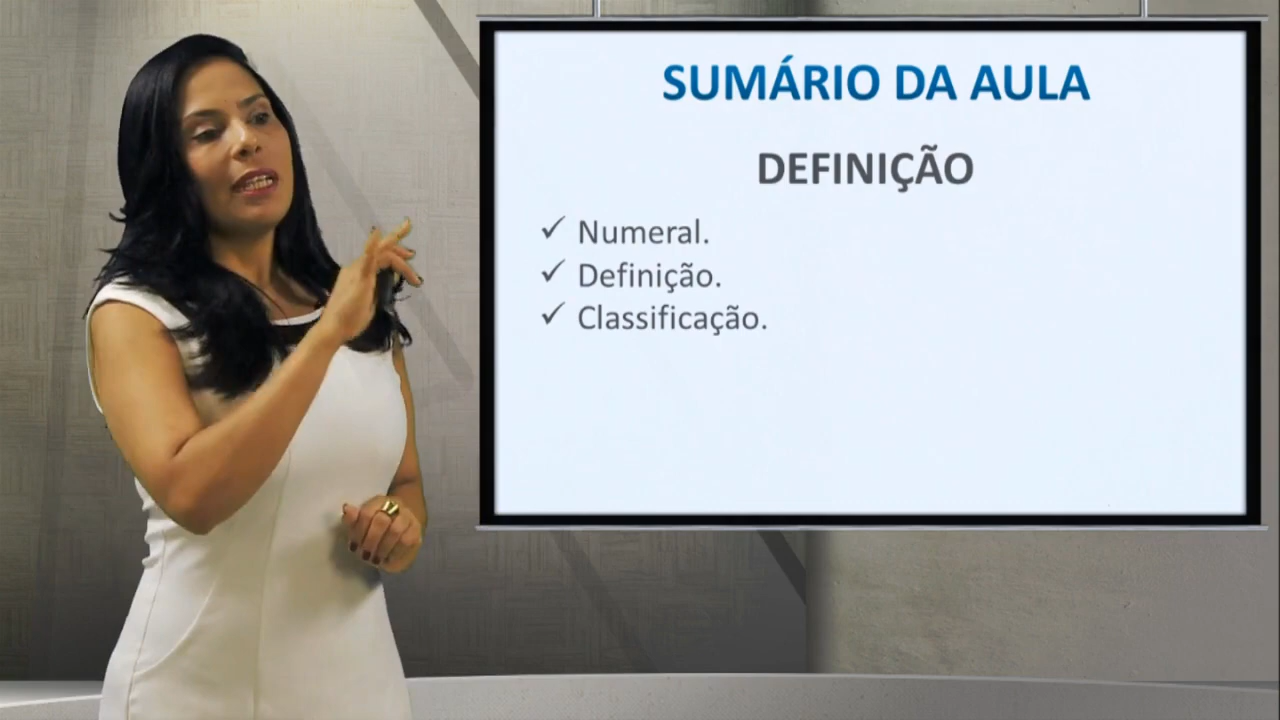 SUMÁRIO DA AULA
DEFINIÇÃO
✓ Numeral.
✓ Definição.
✓ Classificação.